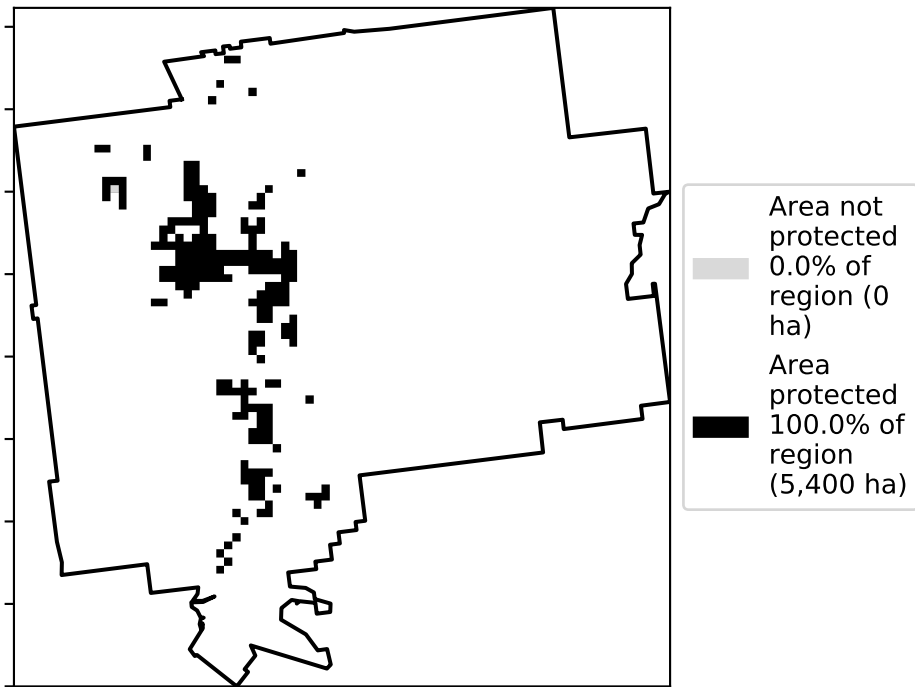 Area not
protected
0.0% of
region (0
ha)
Area
protected
100.0% of
region
(5,400 ha)